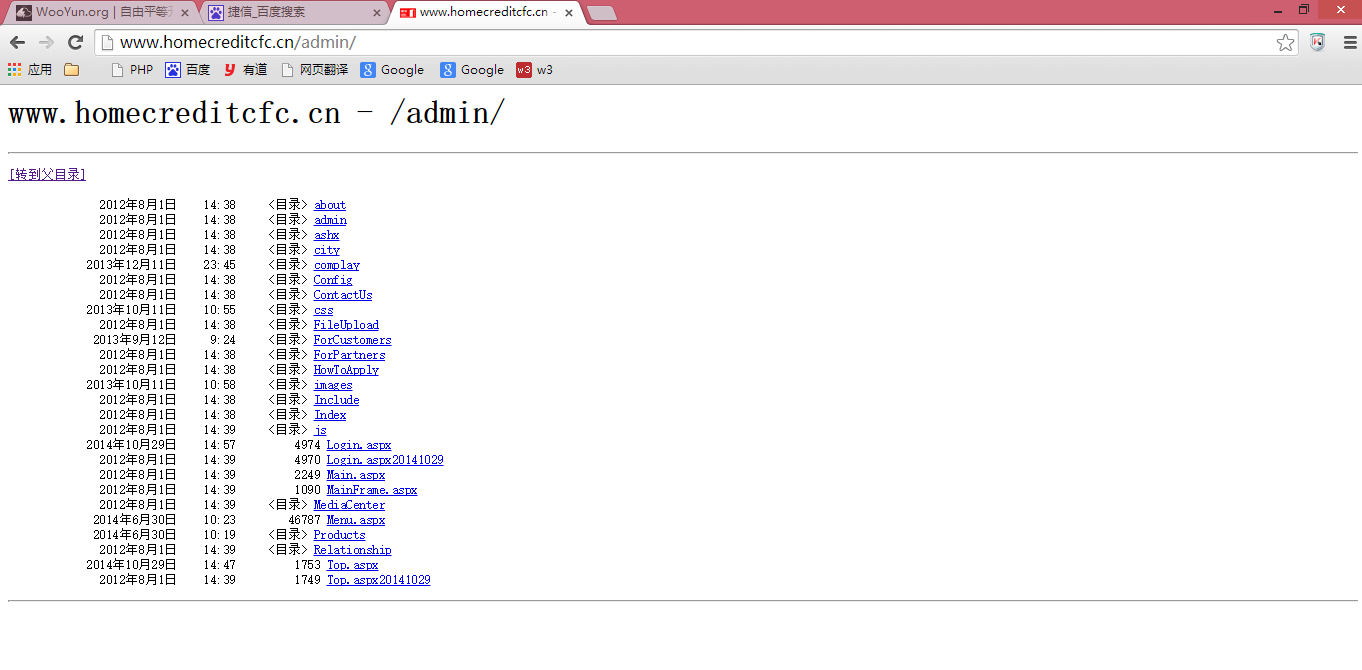 WooYun.org | 自由平等开
捷信_百度搜索
www.homecreditcfc.cn -
www.homecreditcfc.cn/admin/
应用 PHP 百度 有道 网页翻译 Google Google w3 w3
www.homecreditcfc.cn - /admin/
[转到父目录]
2012年8月1日 14:38 <目录> about
2012年8月1日 14:38 <目录> admin
2012年8月1日 14:38 <目录> ashx
2012年8月1日 14:38 <目录> city
2013年12月11日 23:45 <目录> complay
2012年8月1日 14:38 <目录> Config
2012年8月1日 14:38 <目录> ContactUs
2013年10月11日 10:55 <目录> css
2012年8月1日 14:38 <目录> FileUpload
2013年9月12日 9:24 <目录> ForCustomers
2012年8月1日 14:38 <目录> ForPartners
2012年8月1日 14:38 <目录> HowToApply
2013年10月11日 10:58 <目录> images
2012年8月1日 14:38 <目录> Include
2012年8月1日 14:38 <目录> Index
2012年8月1日 14:39 <目录> js
2014年10月29日 14:57 4974 Login.aspx
2012年8月1日 14:39 4970 Login.aspx20141029
2012年8月1日 14:39 2249 Main.aspx
2012年8月1日 14:39 1090 MainFrame.aspx
2012年8月1日 14:39 <目录> MediaCenter
2014年6月30日 10:23 46787 Menu.aspx
2014年6月30日 10:19 <目录> Products
2012年8月1日 14:39 <目录> Relationship
2014年10月29日 14:47 1753 Top.aspx
2012年8月1日 14:39 1749 Top.aspx20141029